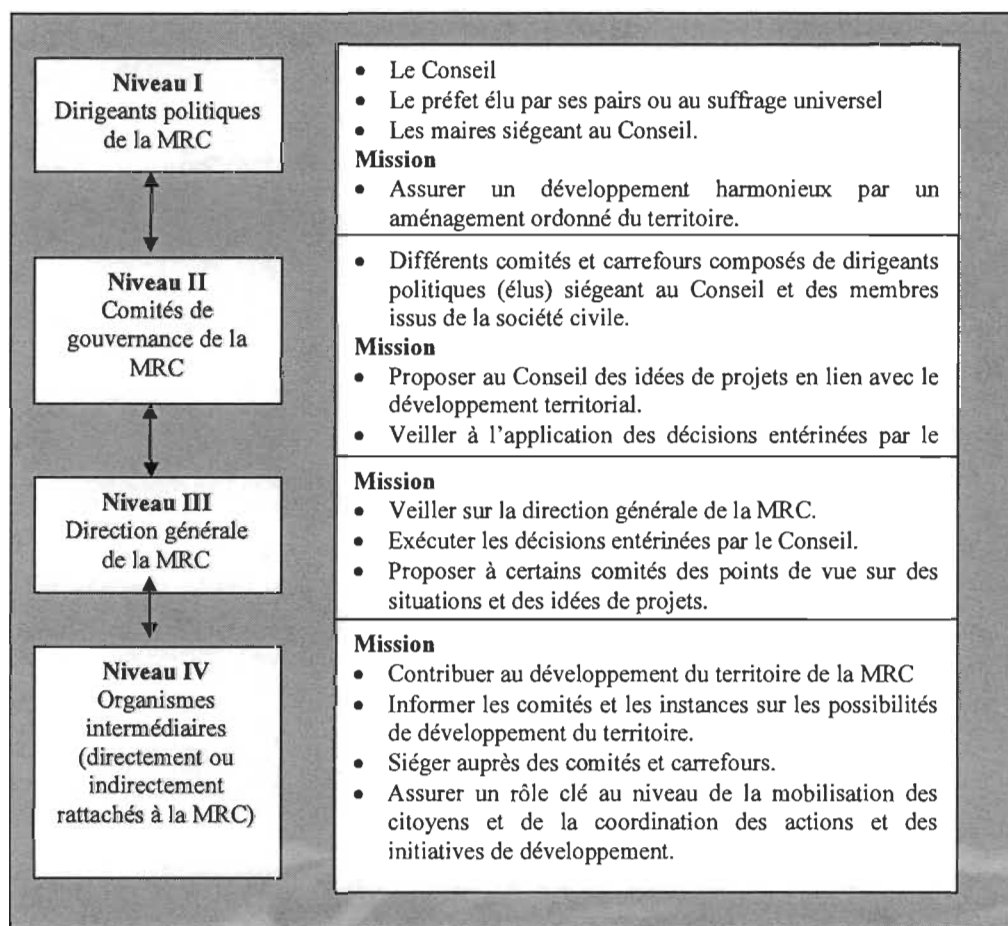 Niveau I
Dirigeants politiques
de la MRC
• Le Conseil
• Le préfet élu par ses pairs ou au suffrage universel
• Les maires siégeant au Conseil.
Mission
• Assurer un développement harmonieux par un
aménagement ordonné du territoire.
Niveau II
Comités de
gouvernance de la
MRC
• Différents comités et carrefours composés de dirigeants
politiques (élus) siégeant au Conseil et des membres
issus de la société civile.
Mission
• Proposer au Conseil des idées de projets en lien avec le
développement territorial.
• Veiller à l'application des décisions entérinées par le
Niveau III
Direction générale
de la MRC
Mission
• Veiller sur la direction générale de la MRC.
• Exécuter les décisions entérinées par le Conseil.
• Proposer à certains comités des points de vue sur des
situations et des idées de projets.
Niveau IV
Organismes
intermédiaires
(directement ou
indirectement
rattachés à la MRC)
Mission
• Contribuer au développement du territoire de la MRC
• Informer les comités et les instances sur les possibilités
de développement du territoire.
• Siéger auprès des comités et carrefours.
• Assurer un rôle clé au niveau de la mobilisation des
citoyens et de la coordination des actions et des
initiatives de développement.